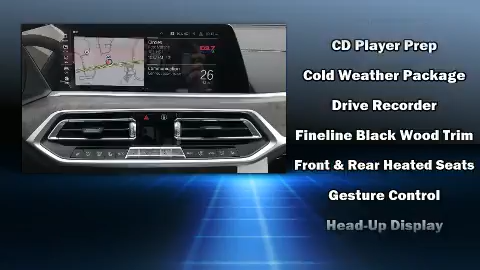 CD Player Prep
Cold Weather Package
Drive Recorder
Fineline Black Wood Trim
Front & Rear Heated Seats
Gesture Control
Head-Up Display
26